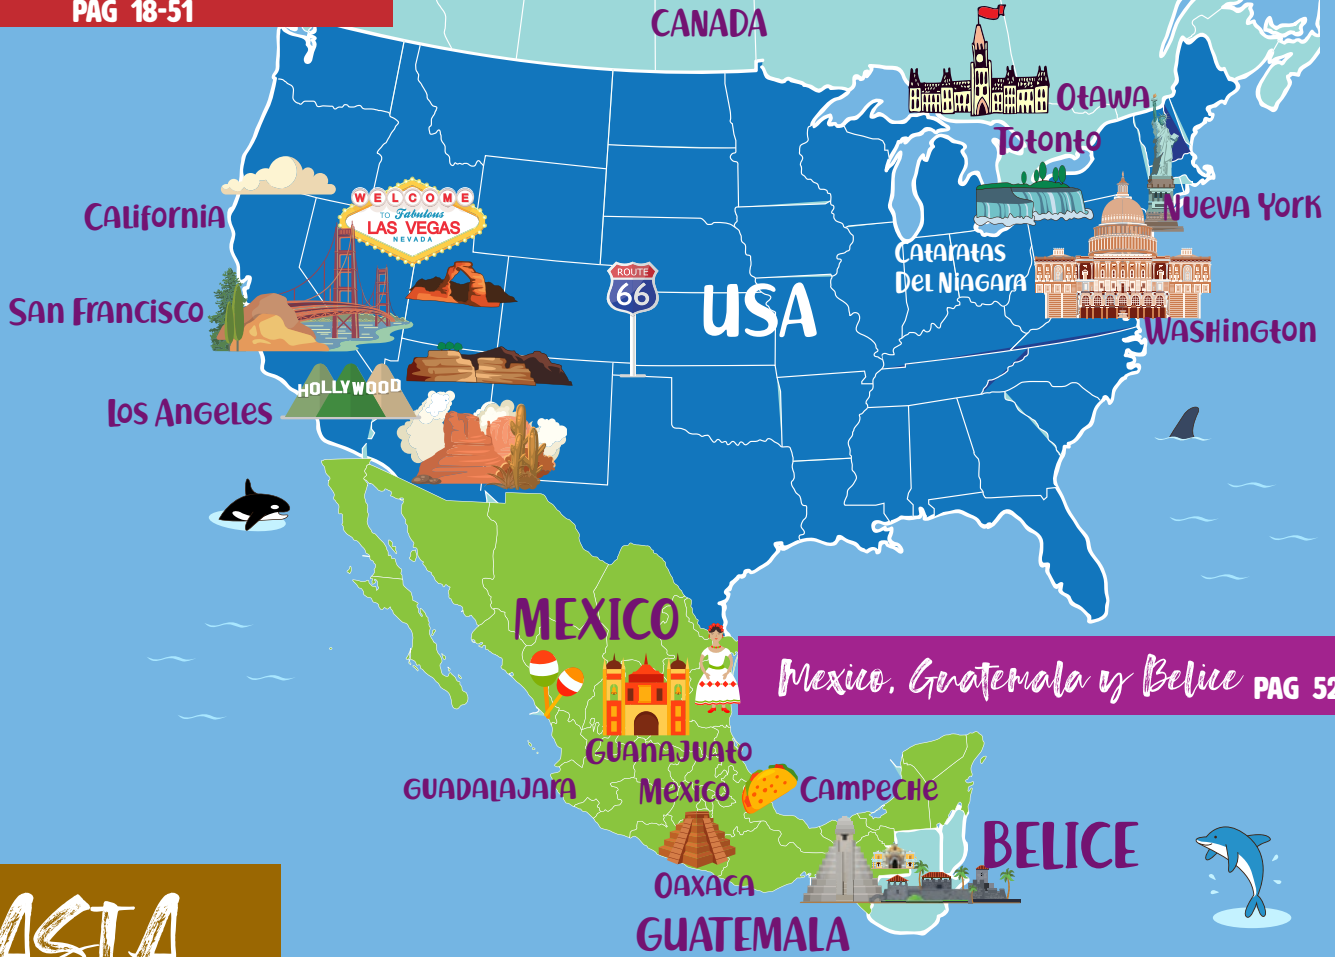 PAG 18-51
CANADA
OtAWA
Totonto
WELCOME
TO Fabulous
LAS VEGAS
NEVADA
CALifornia
NUEVA YORK
CATARATAS
DEL NIAGARA
ROUTE
66
USA
SAN FRANCISCO
WASHINGTON
HOLLYWOOD
LOS ANGELES
MEXICO
Mexico, Guatemala y Belice PAG 52
GUANAJUATO
GUADALAJARA
Mexico
CAMPECHE
BELICE
OAXACA
GUATEMALA